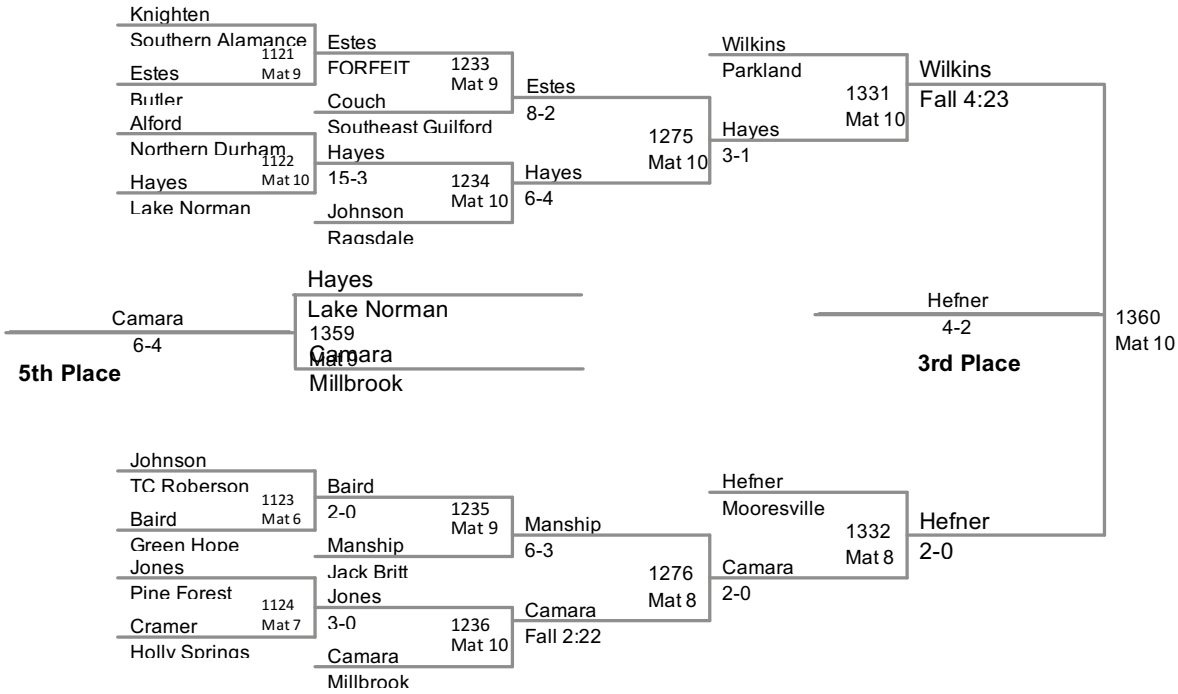 Knighten
Southern Alamance
1121
Mat 9
Estes
Butler
Alford
Northern Durham
1122
Mat 10
Hayes
Lake Norman
Estes
FORFEIT
1233
Mat 9
Couch
Southeast Guilford
Hayes
15-3
1234
Mat 10
Johnson
Ragsdale
Estes
8-2
1275
Mat 10
Hayes
6-4
Wilkins
Parkland
1331
Mat 10
Hayes
3-1
Wilkins
Fall 4:23
Hayes
Lake Norman
1359
Mat 9
Camara
Millbrook
Camara
6-4
5th Place
Hefner
4-2
3rd Place
1360
Mat 10
Johnson
TC Roberson
1123
Mat 6
Baird
Green Hope
Jones
Pine Forest
1124
Mat 7
Cramer
Holly Springs
Baird
2-0
1235
Mat 9
Manship
Jack Britt
Jones
3-0
1236
Mat 10
Camara
Millbrook
Manship
6-3
1276
Mat 8
Camara
Fall 2:22
Hefner
Mooresville
1332
Mat 8
Camara
2-0
Hefner
2-0